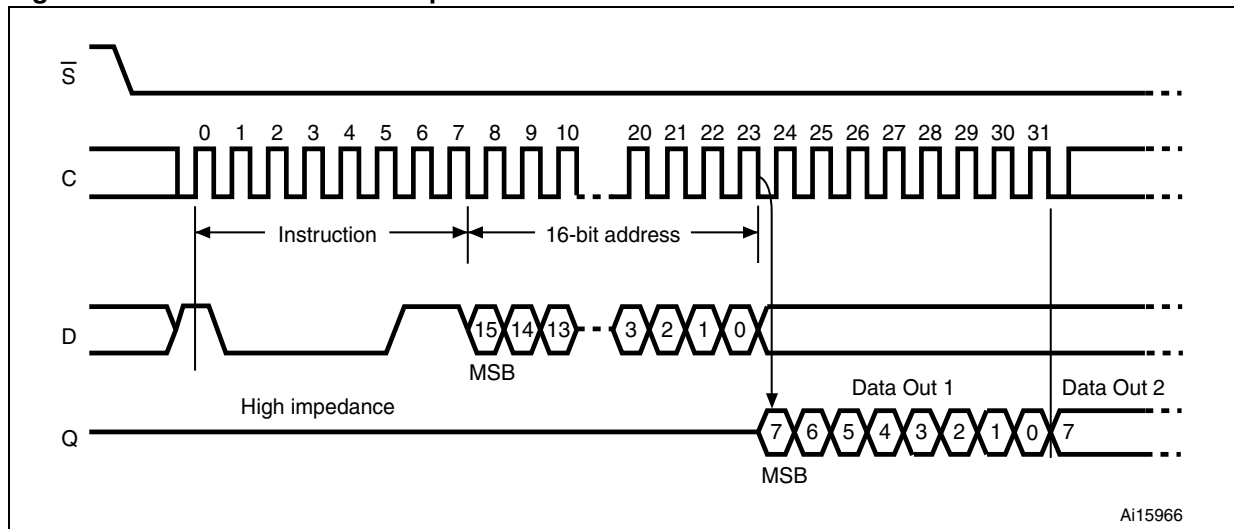 S
0 1 2 3 4 5 6 7 8 9 10 20 21 22 23 24 25 26 27 28 29 30 31
C
Instruction 16-bit address
D 15 14 13 3 2 1 0
MSB
High impedance Data Out 1 Data Out 2
Q 7 6 5 4 3 2 1 0 7
MSB
Ai15966